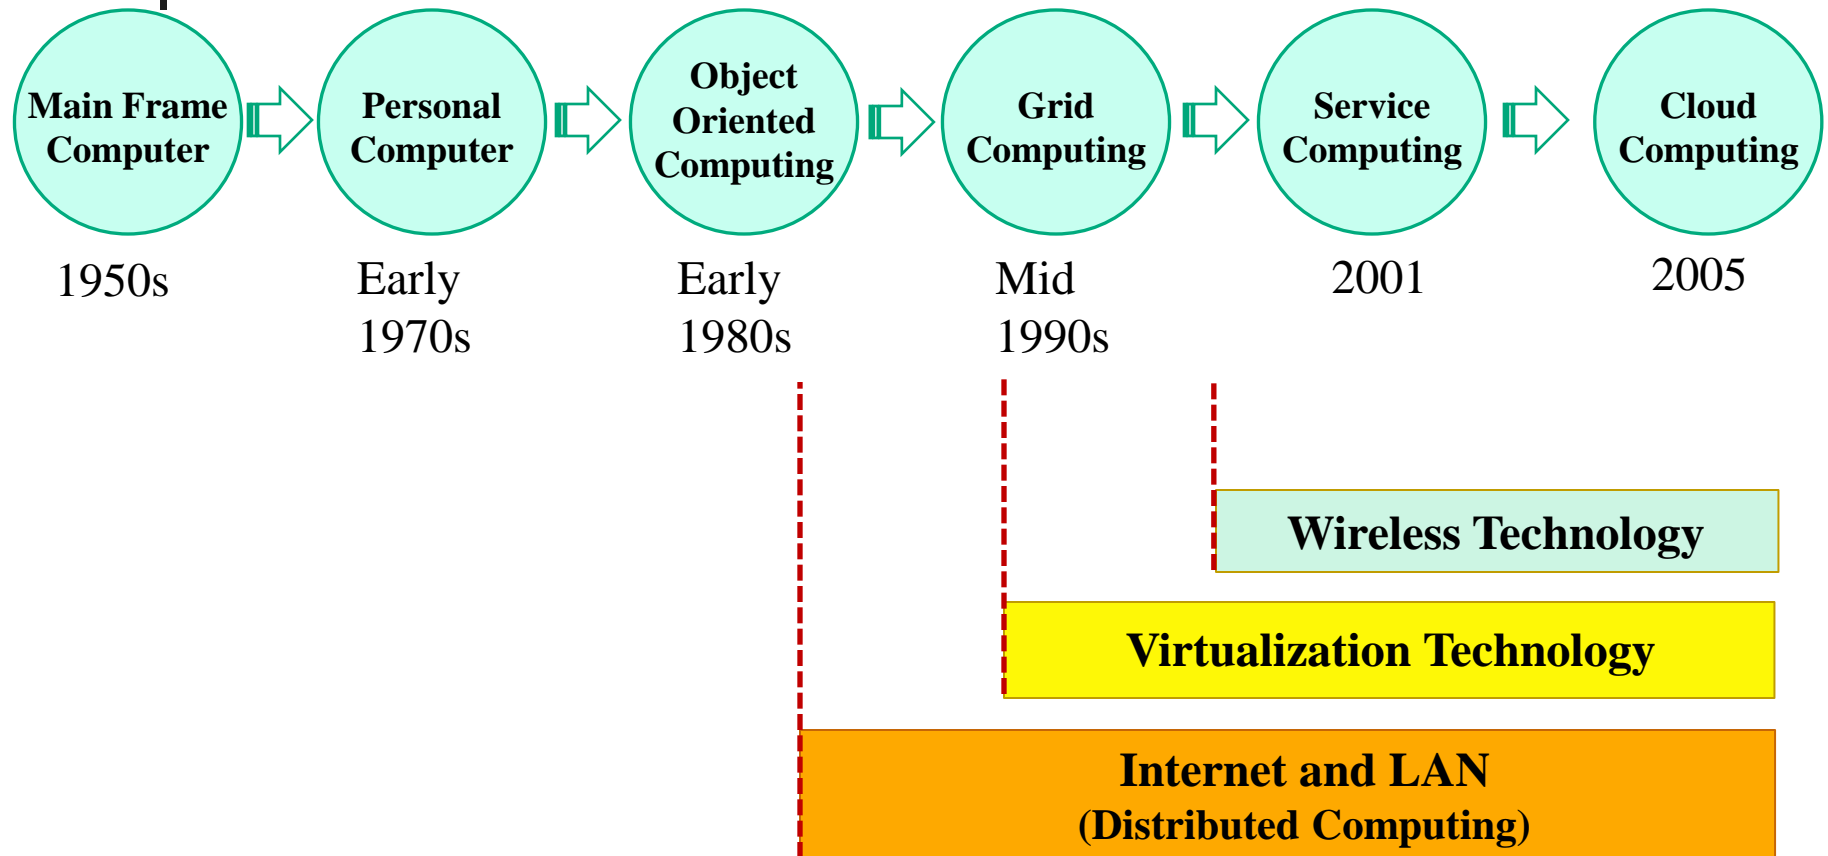 Main Frame
Computer
Personal
Computer
Object
Oriented
Computing
Grid
Computing
Service
Computing
Cloud
Computing
1950s
Early
1970s
Early
1980s
Mid
1990s
2001
2005
Wireless Technology
Virtualization Technology
Internet and LAN
(Distributed Computing)